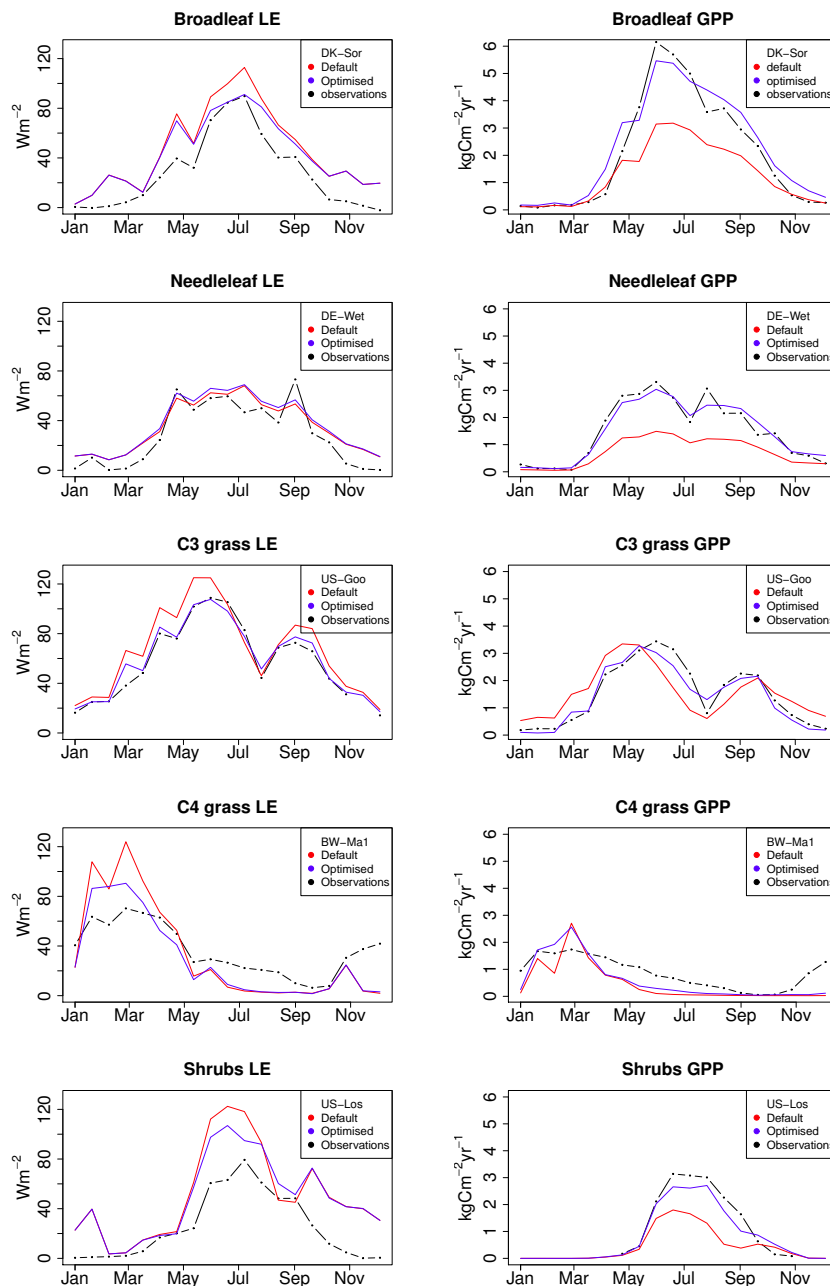 Broadleaf LE
Wm−2
120
80
40
0
DK−Sor
Default
Optimised
observations
Jan Mar May Jul Sep Nov
Broadleaf GPP
kgCm−2yr−1
6
5
4
3
2
1
0
DK−Sor
default
optimised
observations
Jan Mar May Jul Sep Nov
Needleleaf LE
Wm−2
120
80
40
0
DE−Wet
Default
Optimised
Observations
Jan Mar May Jul Sep Nov
Needleleaf GPP
kgCm−2yr−1
6
5
4
3
2
1
0
DE−Wet
Default
Optimised
Observations
Jan Mar May Jul Sep Nov
C3 grass LE
Wm−2
120
80
40
0
US−Goo
Default
Optimised
Observations
Jan Mar May Jul Sep Nov
C3 grass GPP
kgCm−2yr−1
6
5
4
3
2
1
0
US−Goo
Default
Optimised
Observations
Jan Mar May Jul Sep Nov
C4 grass LE
Wm−2
120
80
40
0
BW−Ma1
Default
Optimised
Observations
Jan Mar May Jul Sep Nov
C4 grass GPP
kgCm−2yr−1
6
5
4
3
2
1
0
BW−Ma1
Default
Optimised
Observations
Jan Mar May Jul Sep Nov
Shrubs LE
Wm−2
120
80
40
0
US−Los
Default
Optimised
Observations
Jan Mar May Jul Sep Nov
Shrubs GPP
kgCm−2yr−1
6
5
4
3
2
1
0
US−Los
Default
Optimised
Observations
Jan Mar May Jul Sep Nov